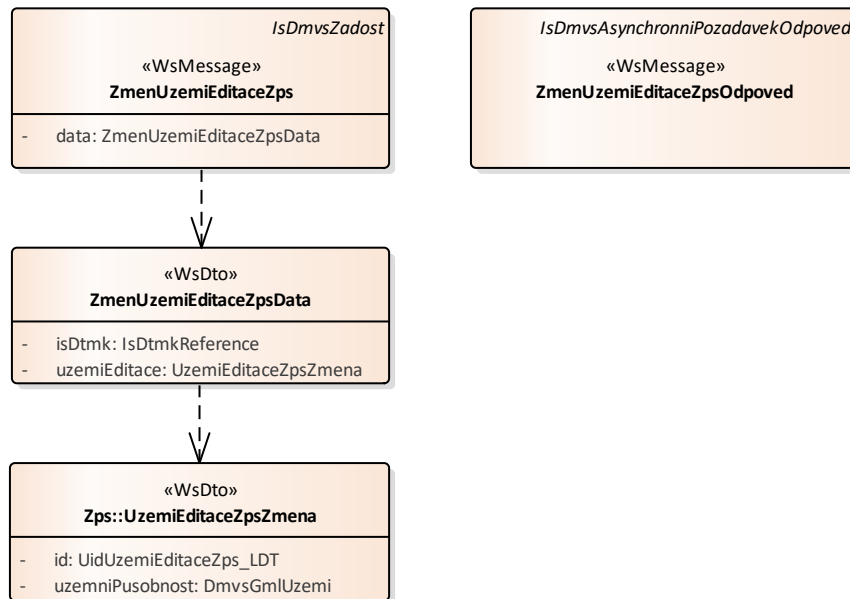 IsDmvsZadost
«WsMessage»
ZmenUzemiEditaceZps
- data: ZmenUzemiEditaceZpsData
IsDmvsAsynchronniPozadavekOdpoved
«WsMessage»
ZmenUzemiEditaceZpsOdpoved
«WsDto»
ZmenUzemiEditaceZpsData
- isDtmk: IsDtmkReference
- uzemiEditace: UzemiEditaceZpsZmena
«WsDto»
Zps::UzemiEditaceZpsZmena
- id: UidUzemiEditaceZps_LDT
- uzemniPusobnost: DmvsGmlUzemi